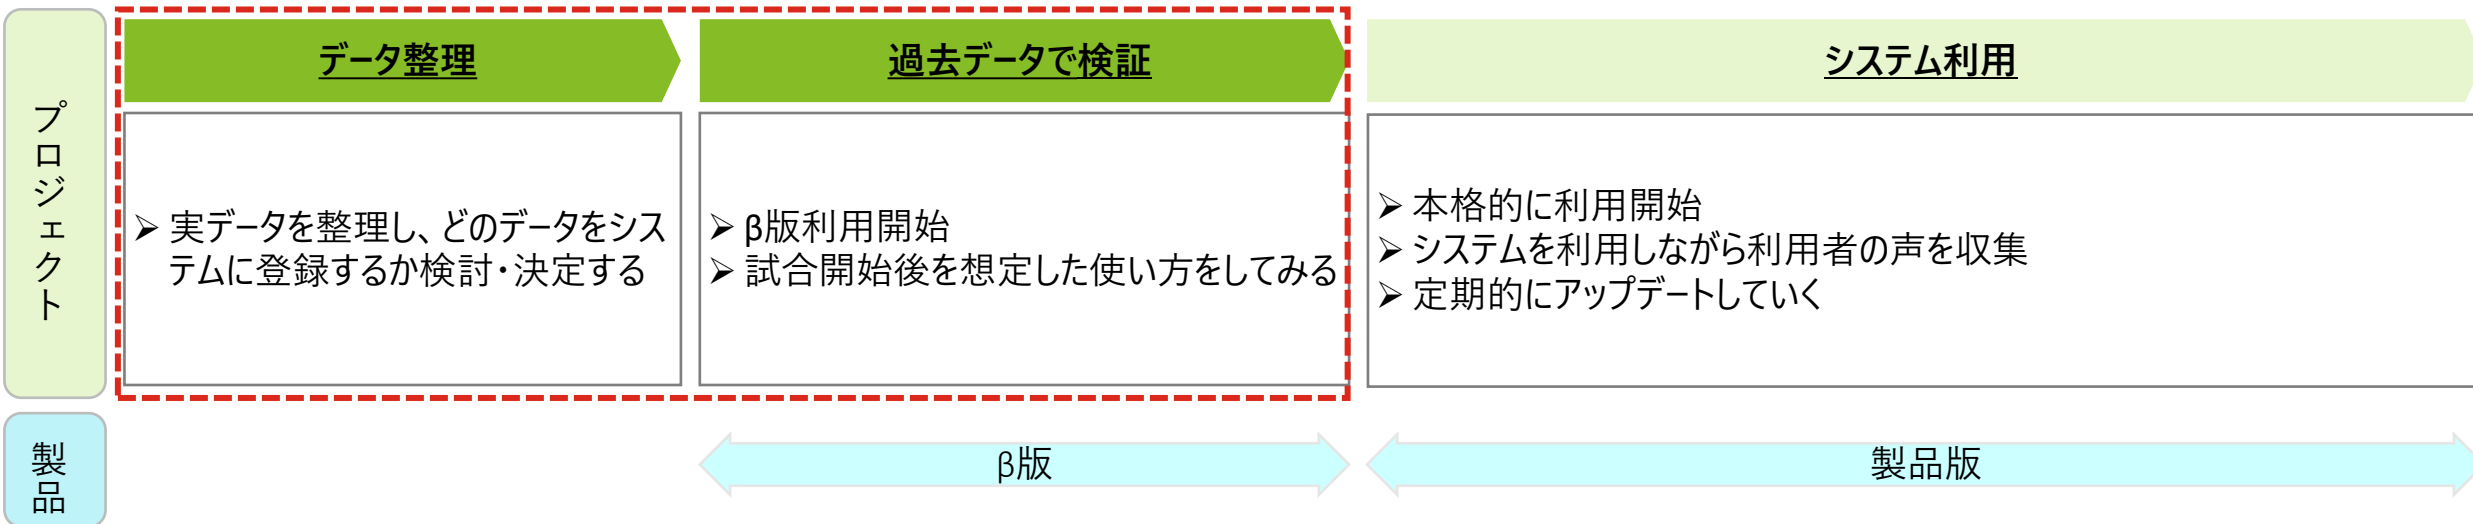 プロジェクト
データ整理
過去データで検証
システム利用
➢ 実データを整理し、どのデータをシス
テムに登録するか検討・決定する
➢ β版利用開始
➢ 試合開始後を想定した使い方をしてみる
➢ 本格的に利用開始
➢ システムを利用しながら利用者の声を収集
➢ 定期的にアップデートしていく
製品
β版
製品版